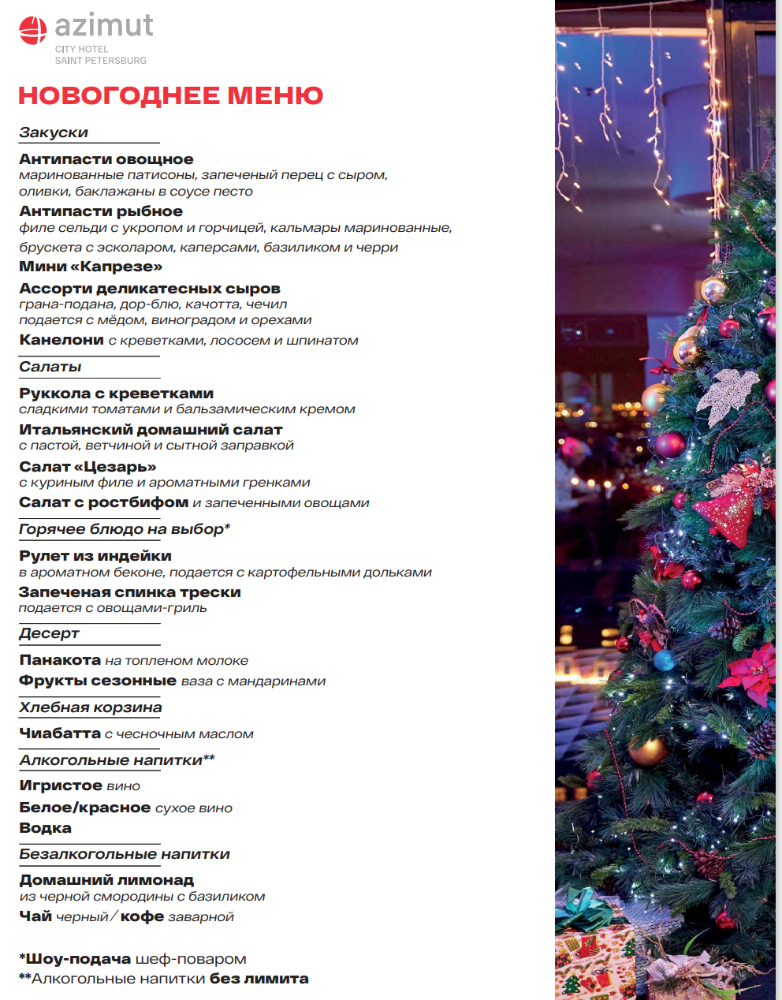 azimut
CITY HOTEL
SAINT PETERSBURG
НОВОГОДНЕЕ МЕНЮ
Закуски
Антипасти овощное
маринованные патисоны, запеченый перец с сыром,
оливки, баклажаны в соусе песто
Антипасти рыбное
филе сельди с укропом и горчицей, кальмары маринованные,
брускета с эсколаром, каперсами, базиликом и черри
Мини «Капрезе»
Ассорти деликатесных сыров
грана-подана, дор-блю, качотта, чечил
подается с мёдом, виноградом и орехами
Канелони с креветками, лососем и шпинатом
Салаты
Руккола с креветками
сладкими томатами и бальзамическим кремом
Итальянский домашний салат
с пастой, ветчиной и сытной заправкой
Салат «Цезарь»
с куриным филе и ароматными гренками
Салат с ростбифом и запеченными овощами
Горячее блюдо на выбор*
Рулет из индейки
в ароматном беконе, подается с картофельными дольками
Запеченая спинка трески
подается с овощами-гриль
Десерт
Панакота на топленом молоке
Фрукты сезонные ваза с мандаринами
Хлебная корзина
Чиабатта с чесночным маслом
Алкогольные напитки**
Игристое вино
Белое/красное сухое вино
Водка
Безалкогольные напитки
Домашний лимонад
из черной смородины с базиликом
Чай черный/кофе заварной
*Шоу-подача шеф-поваром
**Алкогольные напитки без лимита